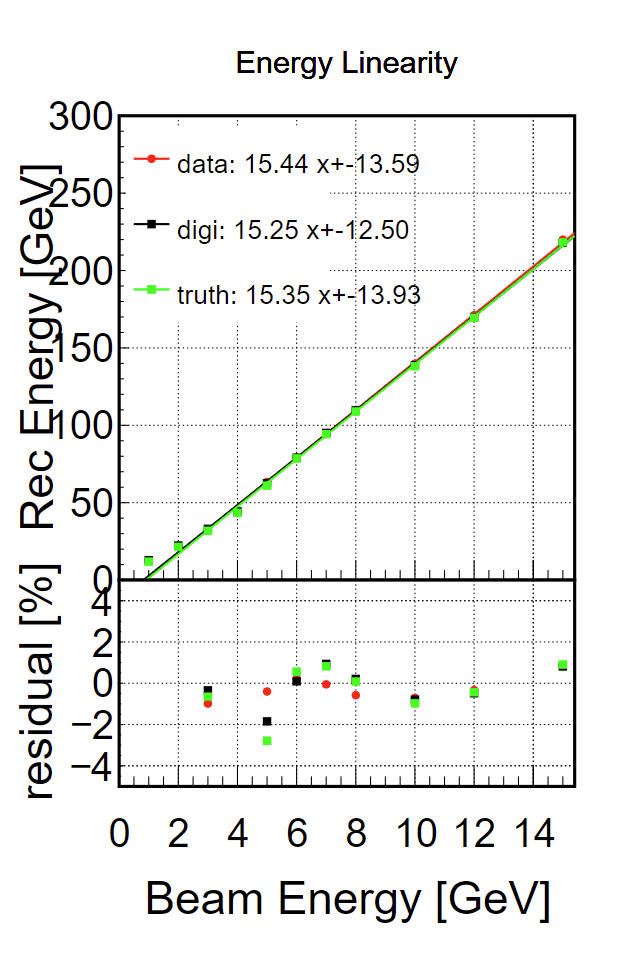 Energy Linearity
Rec Energy [GeV]
300
250
200
150
100
50
0
data: 15.44 x+-13.59
digi: 15.25 x+-12.50
truth: 15.35 x+-13.93
residual [%]
4
2
0
−2
−4
0 2 4 6 8 10 12 14
Beam Energy [GeV]